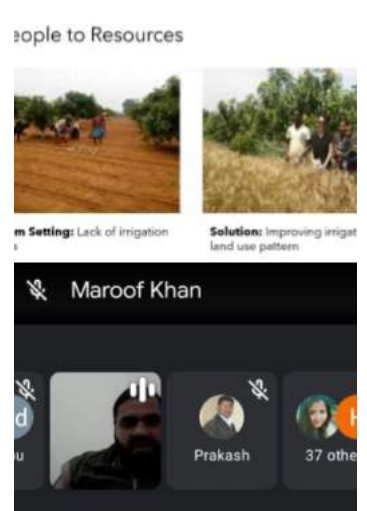 eople to Resources
m Setting: Lack of irrigation
s
Solution: Improving irrigat
land use pattern
Maroof Khan
d
H
u
Prakash
37 othe